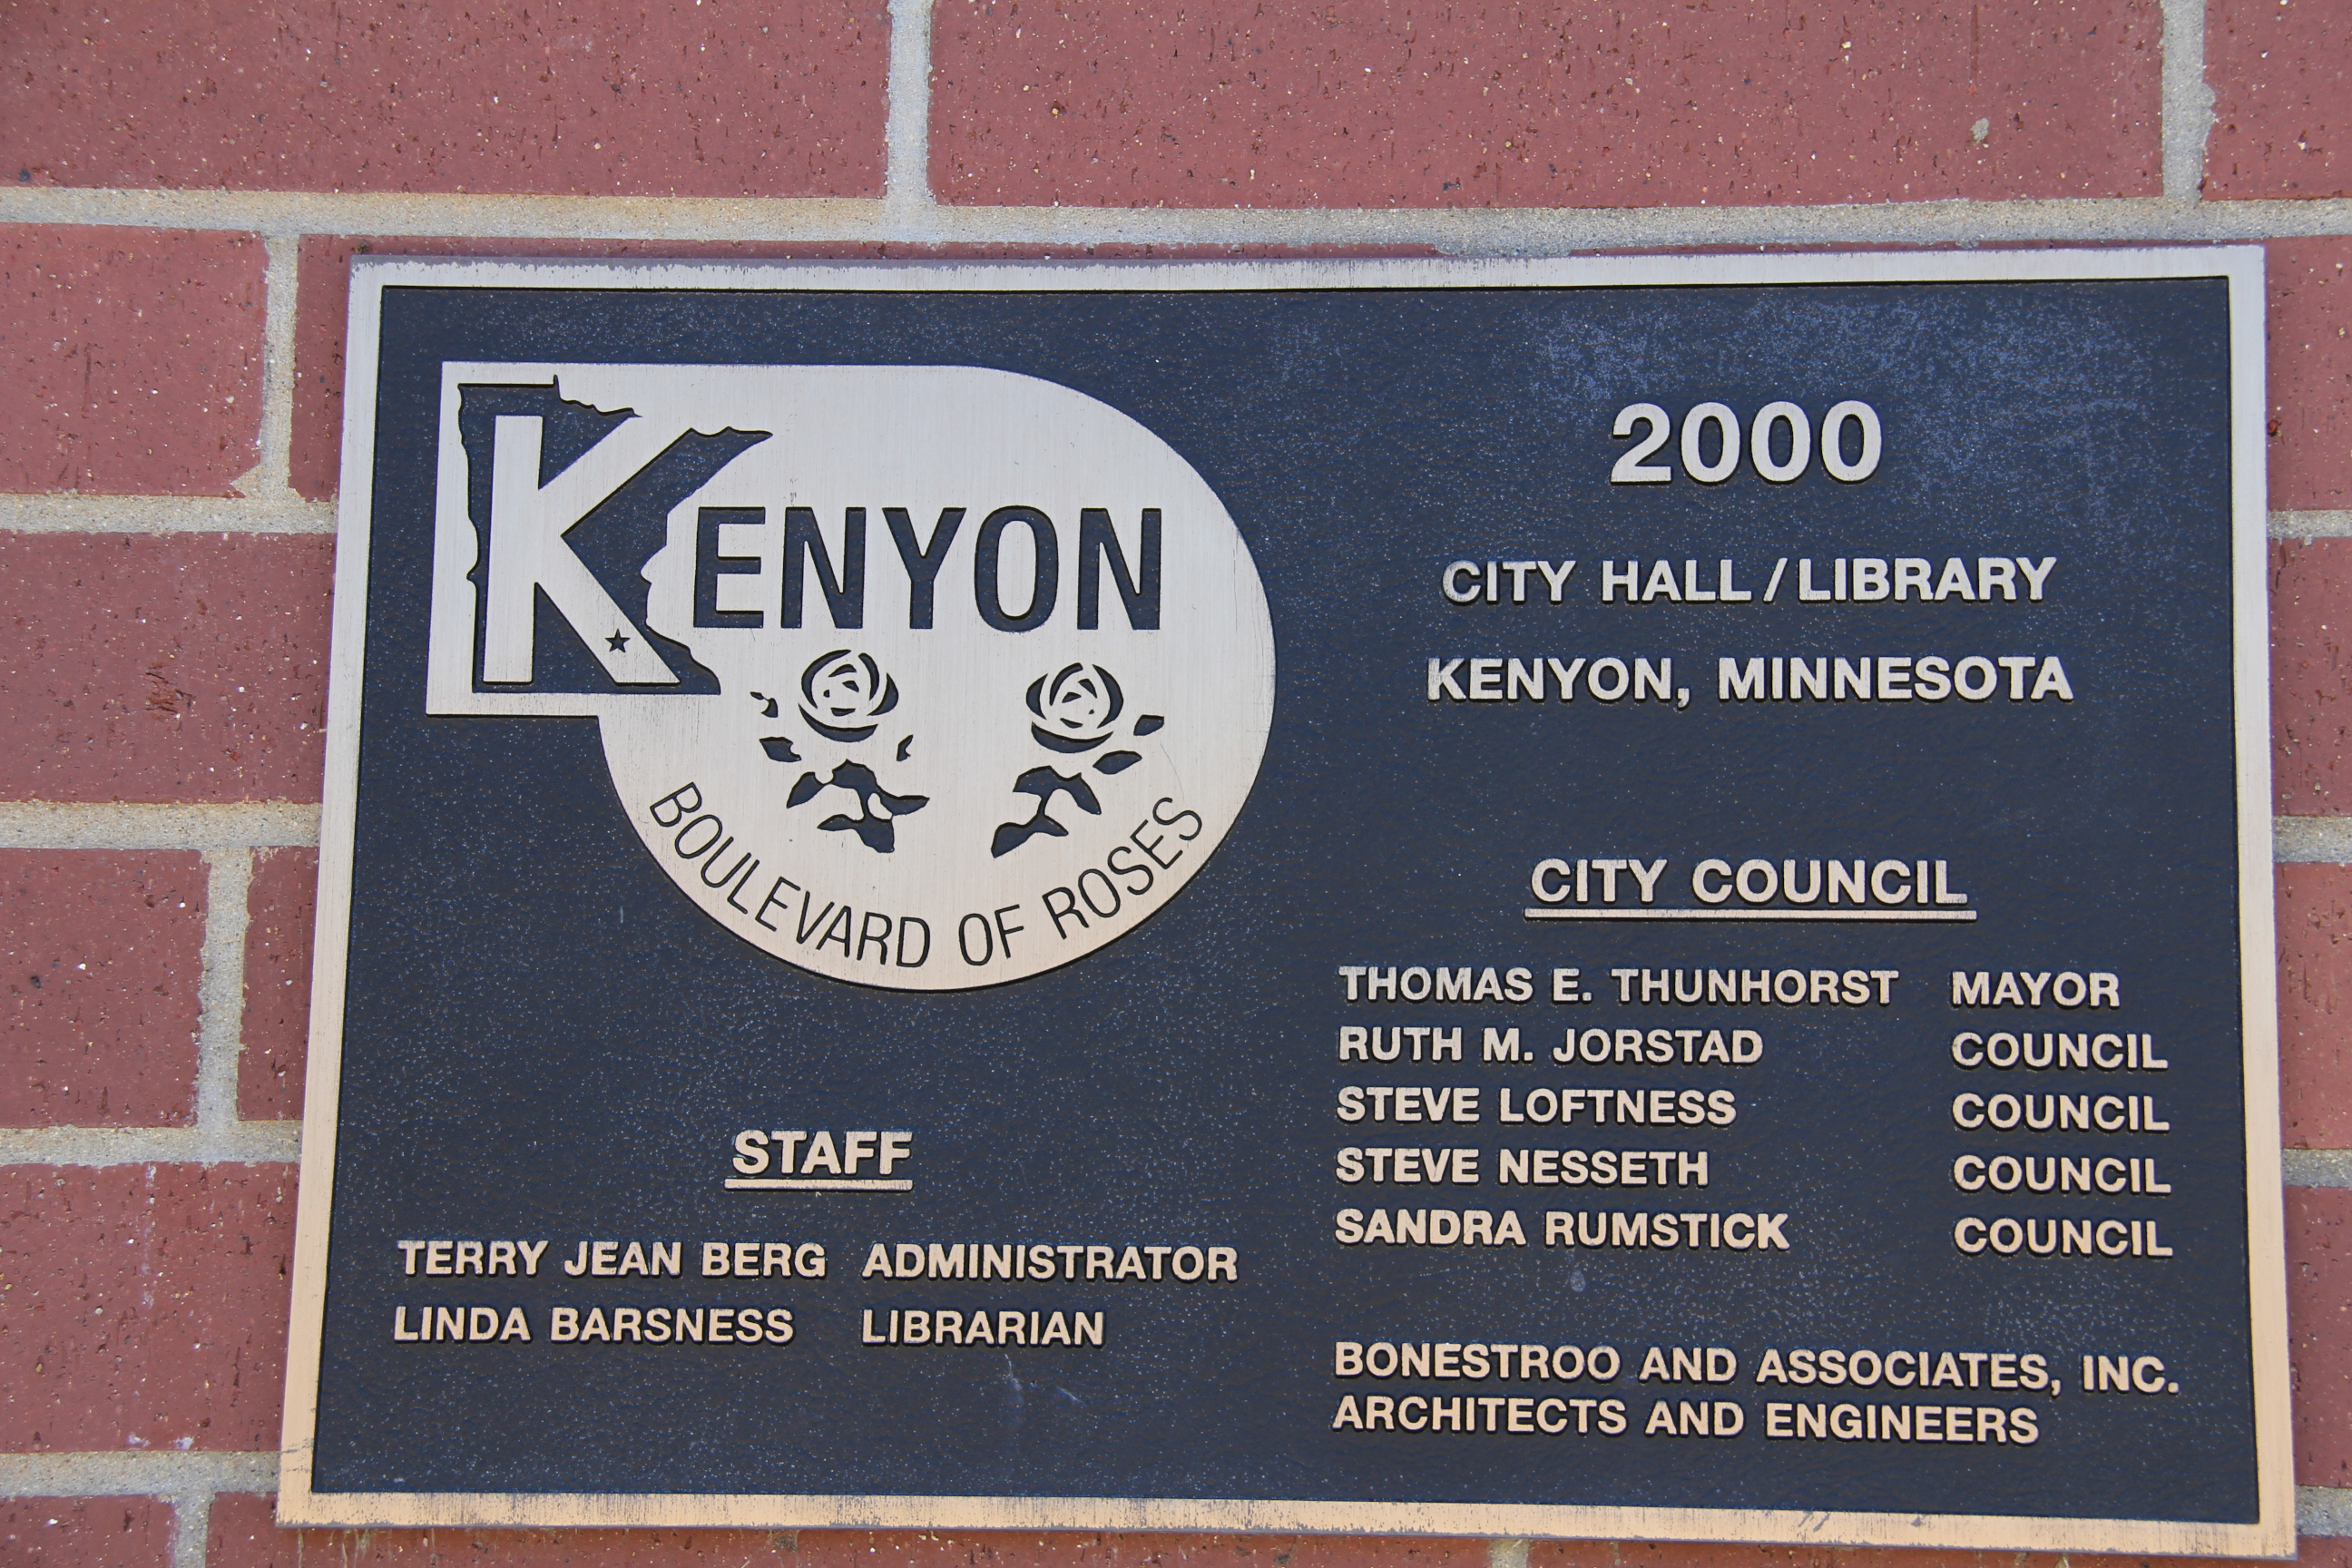 KENYON
BOULEVARD OF ROSES
2000
CITY HALL/LIBRARY
KENYON, MINNESOTA
STAFF
TERRY JEAN BERG ADMINISTRATOR
LINDA BARSNESS LIBRARIAN
CITY COUNCIL
THOMAS E. THUNHORST MAYOR
RUTH M. JORSTAD COUNCIL
STEVE LOFTNESS COUNCIL
STEVE NESSETH COUNCIL
SANDRA RUMSTICK COUNCIL
BONESTROO AND ASSOCIATES, INC.
ARCHITECTS AND ENGINEERS